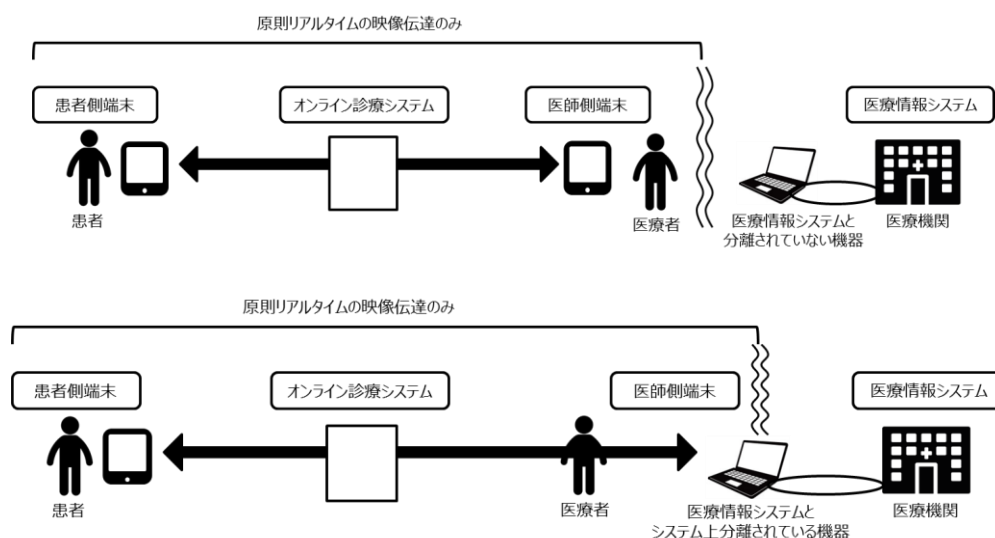 原則リアルタイムの映像伝達のみ
患者側端末
オンライン診療システム
医師側端末
医療情報システム
患者
医療者
医療情報システムと
分離されていない機器
医療機関
原則リアルタイムの映像伝達のみ
患者側端末
オンライン診療システム
医師側端末
医療情報システム
患者
医療者
医療情報システムと
システム上分離されている機器
医療機関